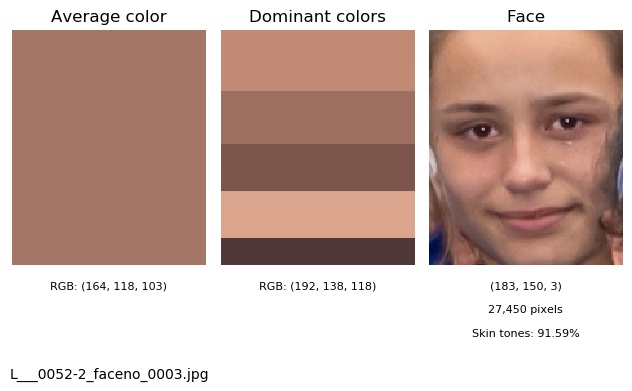 Average color
Dominant colors
Face
RGB: (164, 118, 103)
RGB: (192, 138, 118)
(183, 150, 3)
27,450 pixels
Skin tones: 91.59%
L___0052-2_faceno_0003.jpg